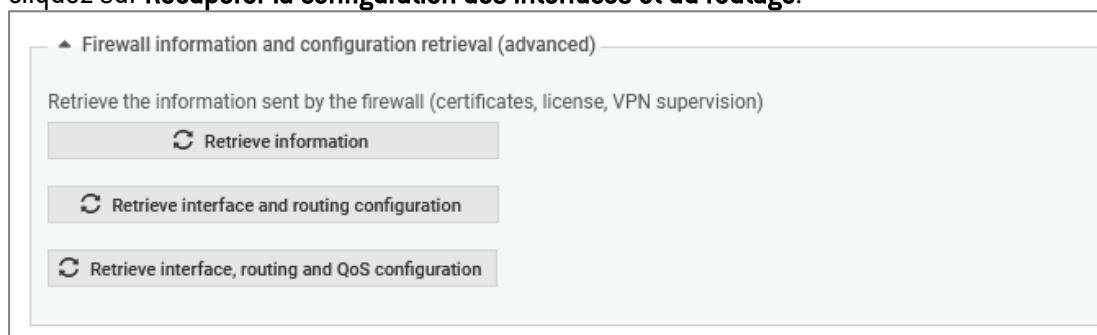 cliquez sur Récupérer la configuration des interfaces et du routage.
Firewall information and configuration retrieval (advanced)
Retrieve the information sent by the firewall (certificates, license, VPN supervision)
Retrieve information
Retrieve interface and routing configuration
Retrieve interface, routing and QoS configuration